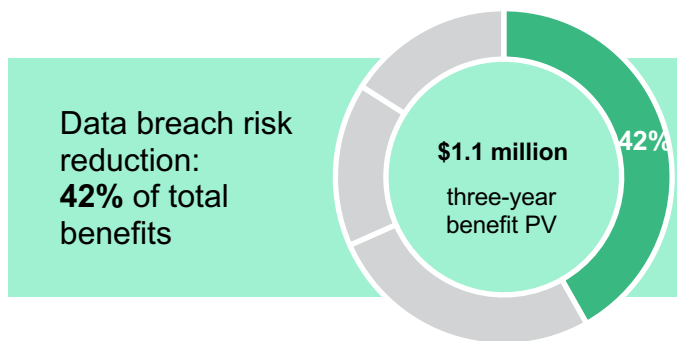 Data breach risk
reduction:
42% of total
benefits
$1.1 million
three-year
benefit PV
42%